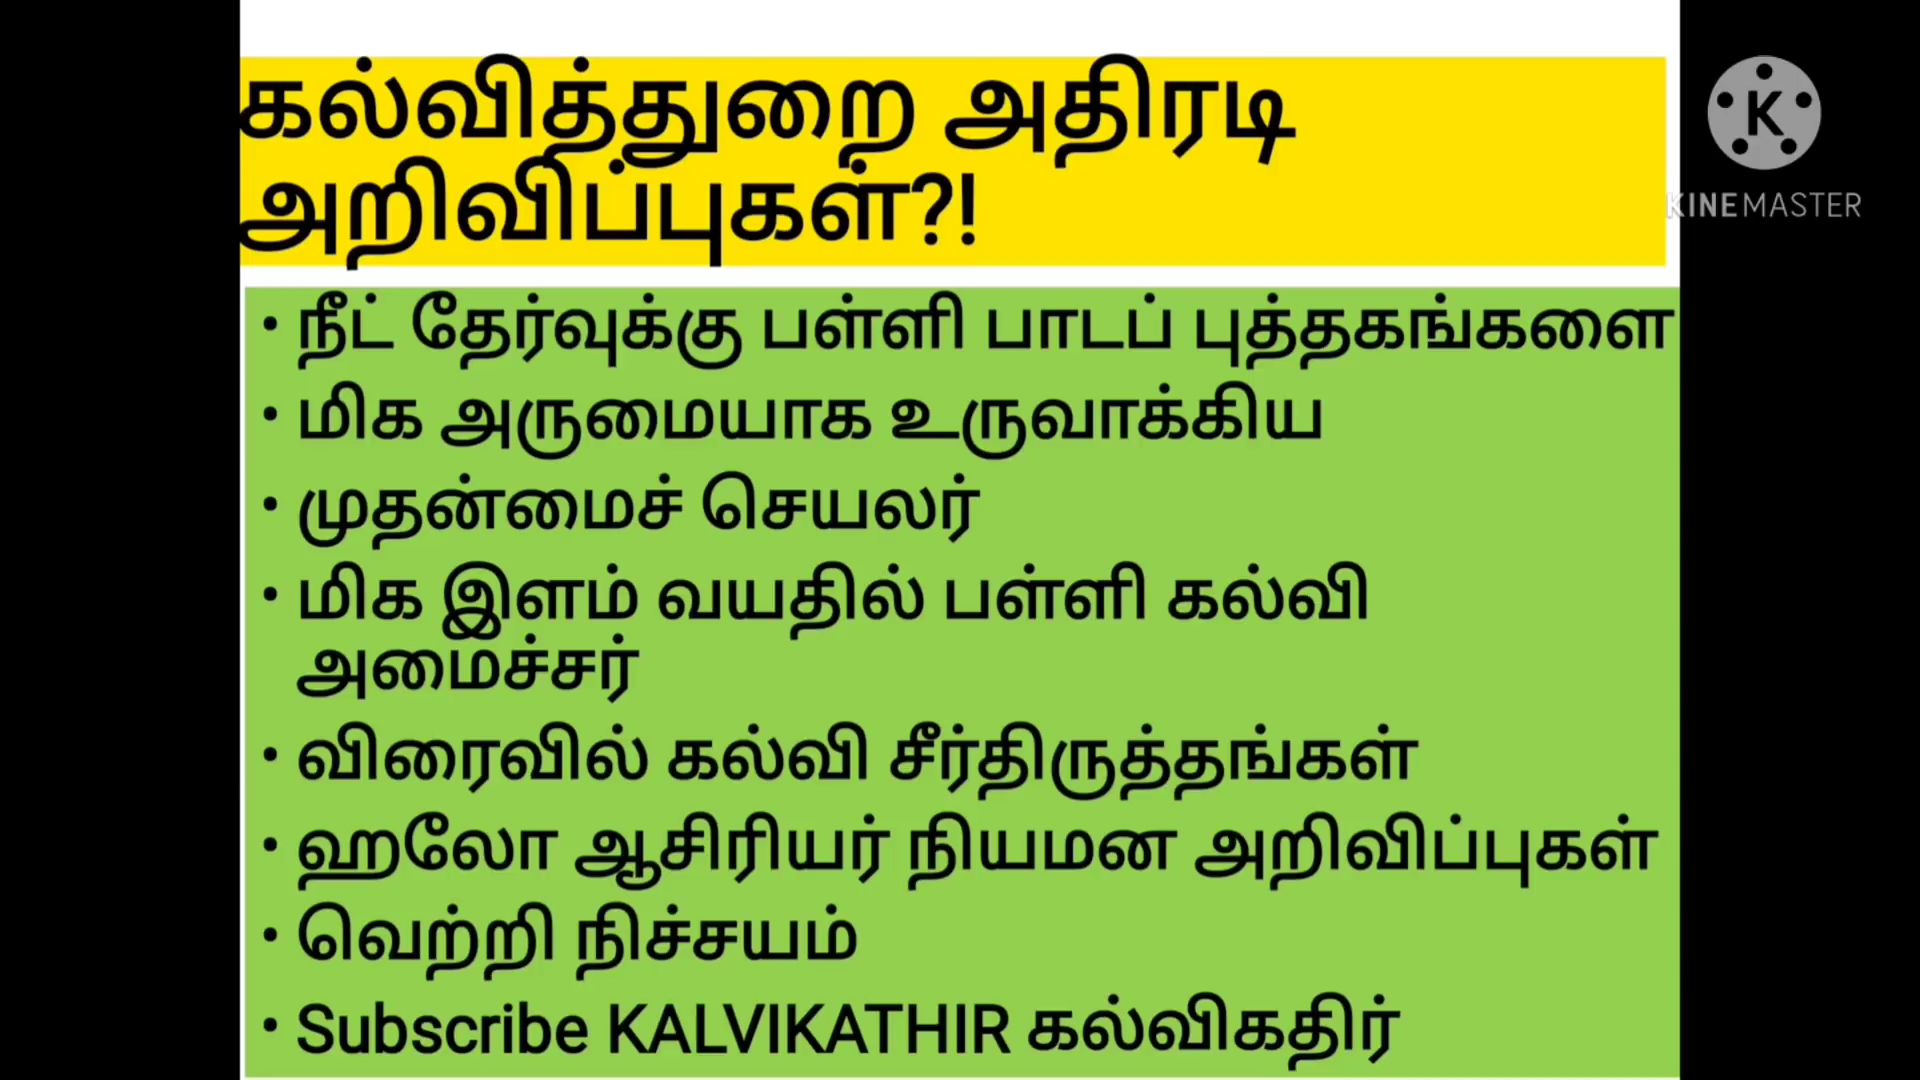 கல்வித்துறை அதிரடி
அறிவிப்புகள்?!
K
KINEMASTER
• நீட் தேர்வுக்கு பள்ளி பாடப் புத்தகங்களை
• மிக அருமையாக உருவாக்கிய
• முதன்மைச் செயலர்
• மிக இளம் வயதில் பள்ளி கல்வி
அமைச்சர்
• விரைவில் கல்வி சீர்திருத்தங்கள்
• ஹலோ ஆசிரியர் நியமன அறிவிப்புகள்
• வெற்றி நிச்சயம்
• Subscribe KALVIKATHIR கல்விகதிர்